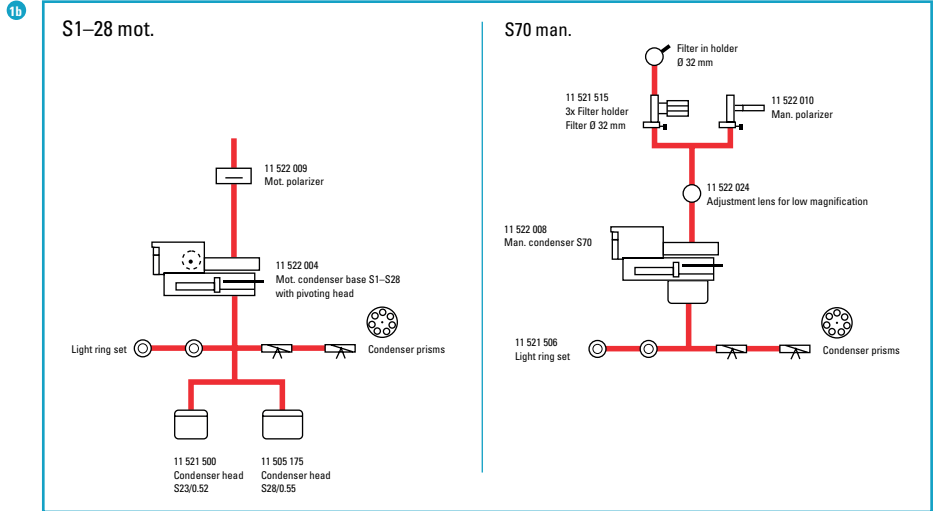 1b
S1–28 mot.
11 522 009
Mot. polarizer
11 522 004
Mot. condenser base S1–S28
with pivoting head
Light ring set
Condenser prisms
11 521 500
Condenser head
S23/0.52
11 505 175
Condenser head
S28/0.55
S70 man.
Filter in holder
Ø 32 mm
11 521 515
3x Filter holder
Filter Ø 32 mm
11 522 010
Man. polarizer
11 522 024
Adjustment lens for low magnification
11 522 008
Man. condenser S70
11 521 506
Light ring set
Condenser prisms